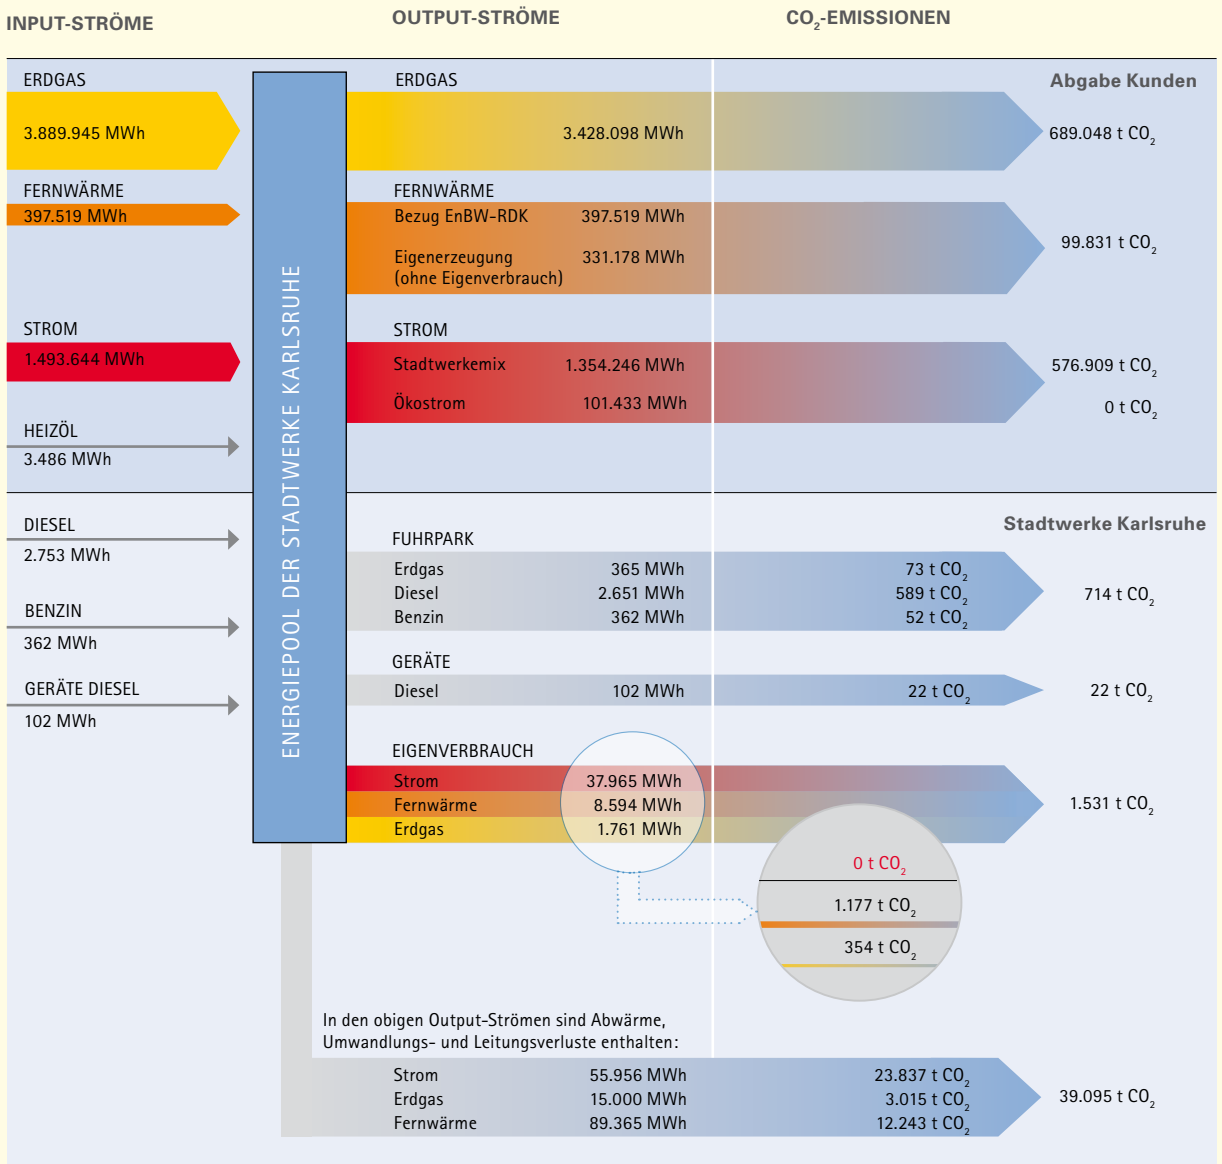 INPUT-STRÖME
OUTPUT-STRÖME
CO₂-EMISSIONEN
Abgabe Kunden
ERDGAS
3.889.945 MWh
ERDGAS
3.428.098 MWh
689.048 t CO₂
FERNWÄRME
397.519 MWh
FERNWÄRME
Bezug EnBW-RDK 397.519 MWh
Eigenerzeugung 331.178 MWh
(ohne Eigenverbrauch)
99.831 t CO₂
STROM
1.493.644 MWh
STROM
Stadtwerkemix 1.354.246 MWh
576.909 t CO₂
Ökostrom 101.433 MWh
0 t CO₂
HEIZÖL
3.486 MWh
ENERGIEPOOL DER STADTWERKE KARLSRUHE
Stadtwerke Karlsruhe
DIESEL
2.753 MWh
BENZIN
362 MWh
GERÄTE DIESEL
102 MWh
FUHRPARK
Erdgas 365 MWh 73 t CO₂
Diesel 2.651 MWh 589 t CO₂
Benzin 362 MWh 52 t CO₂
714 t CO₂
GERÄTE
Diesel 102 MWh 22 t CO₂
22 t CO₂
EIGENVERBRAUCH
Strom 37.965 MWh
Fernwärme 8.594 MWh
Erdgas 1.761 MWh
1.531 t CO₂
0 t CO₂
1.177 t CO₂
354 t CO₂
In den obigen Output-Strömen sind Abwärme,
Umwandlungs- und Leitungsverluste enthalten:
Strom 55.956 MWh 23.837 t CO₂
Erdgas 15.000 MWh 3.015 t CO₂
Fernwärme 89.365 MWh 12.243 t CO₂
39.095 t CO₂